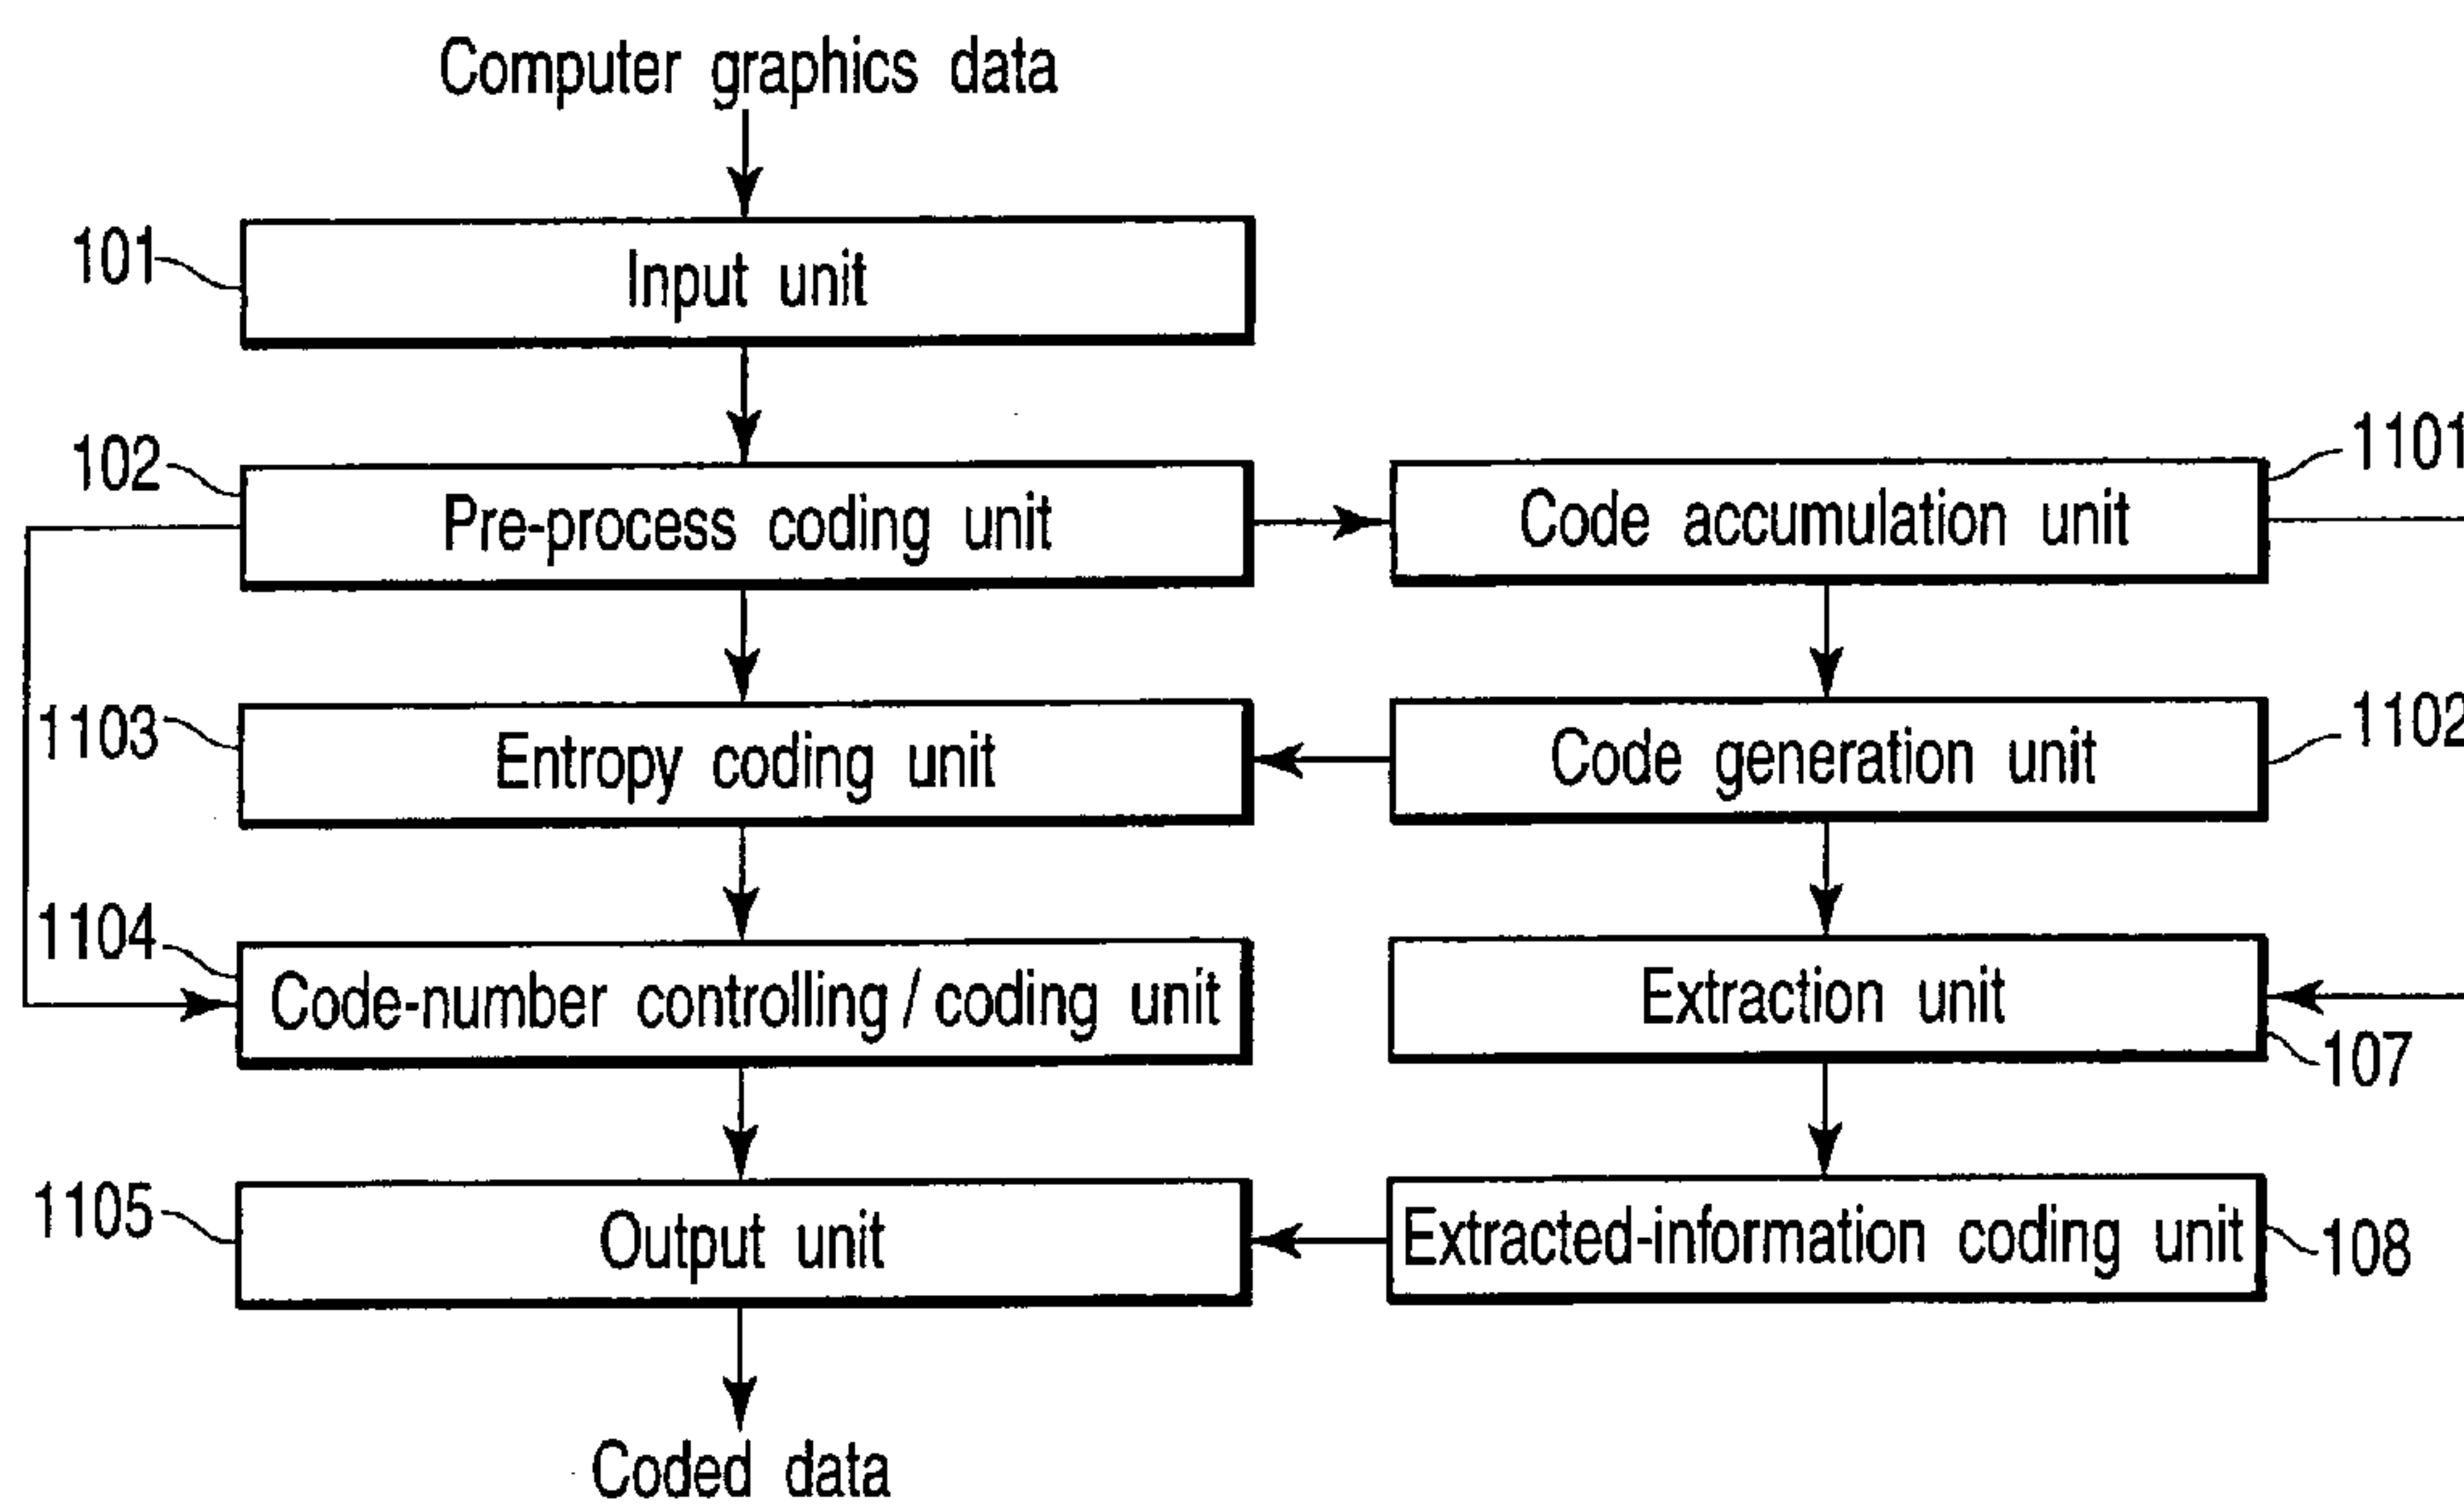 Computer graphics data
101
Input unit
102
Pre-process coding unit
Code accumulation unit
1101
1103
Entropy coding unit
Code generation unit
1102
1104
Code-number controlling / coding unit
Extraction unit
107
1105
Output unit
Extracted-information coding unit
108
Coded data